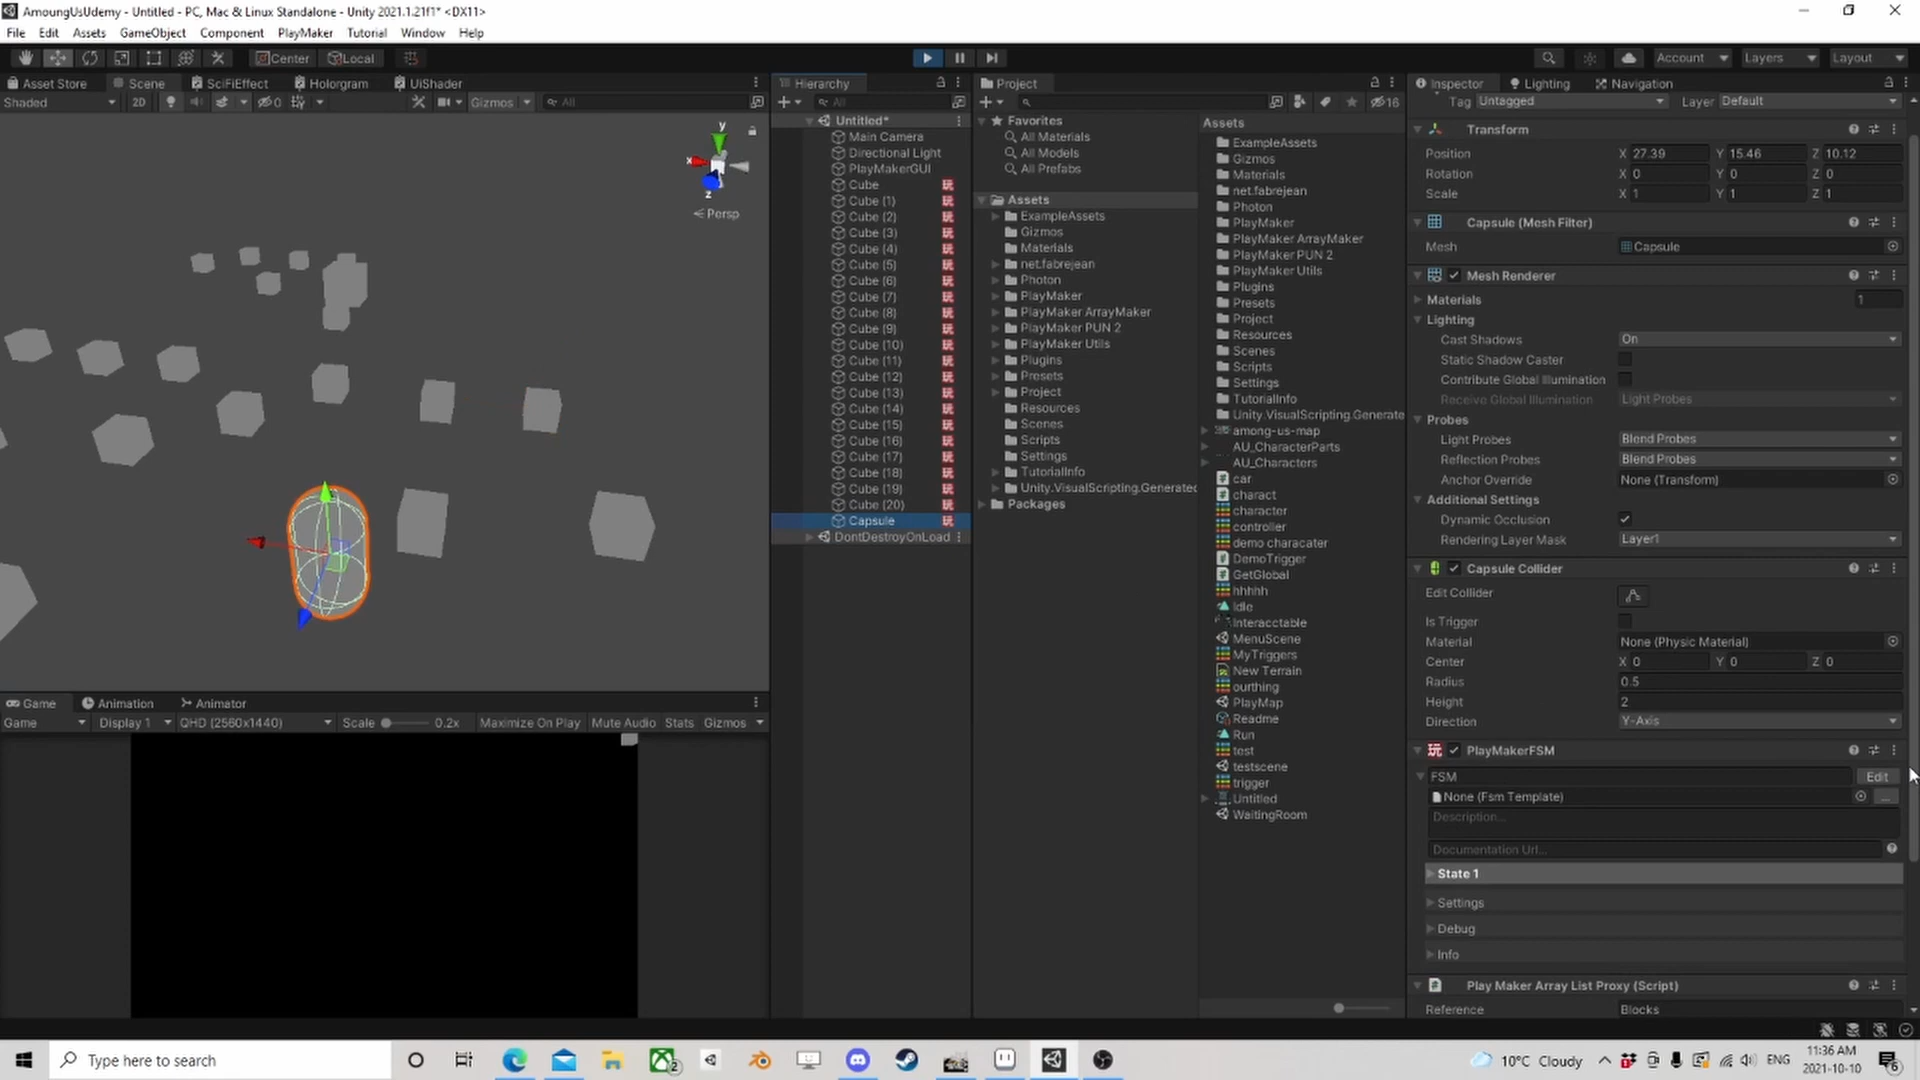 AmoungUsUdemy - Untitled - PC, Mac & Linux Standalone - Unity 2021.1.21f1* <DX11>
File Edit Assets GameObject Component PlayMaker Tutorial Window Help
Center Local Account Layers Layout
Asset Store Scene SciFiEffect Hologram UiShader
Shaded 2D 0 Gizmos All
y
x
z
Persp
Game Animation Animator
Game Display 1 QHD (2560x1440) Scale 0.2x Maximize On Play Mute Audio Stats Gizmos
Hierarchy
All
Untitled*
Main Camera
Directional Light
PlayMakerGUI
Cube
Cube (1)
Cube (2)
Cube (3)
Cube (4)
Cube (5)
Cube (6)
Cube (7)
Cube (8)
Cube (9)
Cube (10)
Cube (11)
Cube (12)
Cube (13)
Cube (14)
Cube (15)
Cube (16)
Cube (17)
Cube (18)
Cube (19)
Cube (20)
Capsule
DontDestroyOnLoad
Project
16
Favorites
All Materials
All Models
All Prefabs
Assets
ExampleAssets
Gizmos
Materials
net.fabrejean
Photon
PlayMaker
PlayMaker ArrayMaker
PlayMaker PUN 2
PlayMaker Utils
Plugins
Presets
Project
Resources
Scenes
Scripts
Settings
TutorialInfo
Unity.VisualScripting.Generated
Packages
Assets
ExampleAssets
Gizmos
Materials
net.fabrejean
Photon
PlayMaker
PlayMaker ArrayMaker
PlayMaker PUN 2
PlayMaker Utils
Plugins
Presets
Project
Resources
Scenes
Scripts
Settings
TutorialInfo
Unity.VisualScripting.Generate
among-us-map
AU_CharacterParts
AU_Characters
car
charact
character
controller
demo characater
DemoTrigger
GetGlobal
hhhhh
Idle
Interacctable
MenuScene
MyTriggers
New Terrain
ourthing
PlayMap
Readme
Run
test
testscene
trigger
Untitled
WaitingRoom
Inspector Lighting Navigation
Tag Untagged Layer Default
Transform
Position X 27.39 Y 15.46 Z 10.12
Rotation X 0 Y 0 Z 0
Scale X 1 Y 1 Z 1
Capsule (Mesh Filter)
Mesh Capsule
Mesh Renderer
Materials 1
Lighting
Cast Shadows On
Static Shadow Caster
Contribute Global Illumination
Receive Global Illumination Light Probes
Probes
Light Probes Blend Probes
Reflection Probes Blend Probes
Anchor Override None (Transform)
Additional Settings
Dynamic Occlusion
Rendering Layer Mask Layer1
Capsule Collider
Edit Collider
Is Trigger
Material None (Physic Material)
Center X 0 Y 0 Z 0
Radius 0.5
Height 2
Direction Y-Axis
PlayMakerFSM
FSM Edit
None (Fsm Template) ...
Description...
Documentation Url...
State 1
Settings
Debug
Info
Play Maker Array List Proxy (Script)
Reference Blocks
Type here to search
10°C Cloudy ENG 11:36 AM
2021-10-10